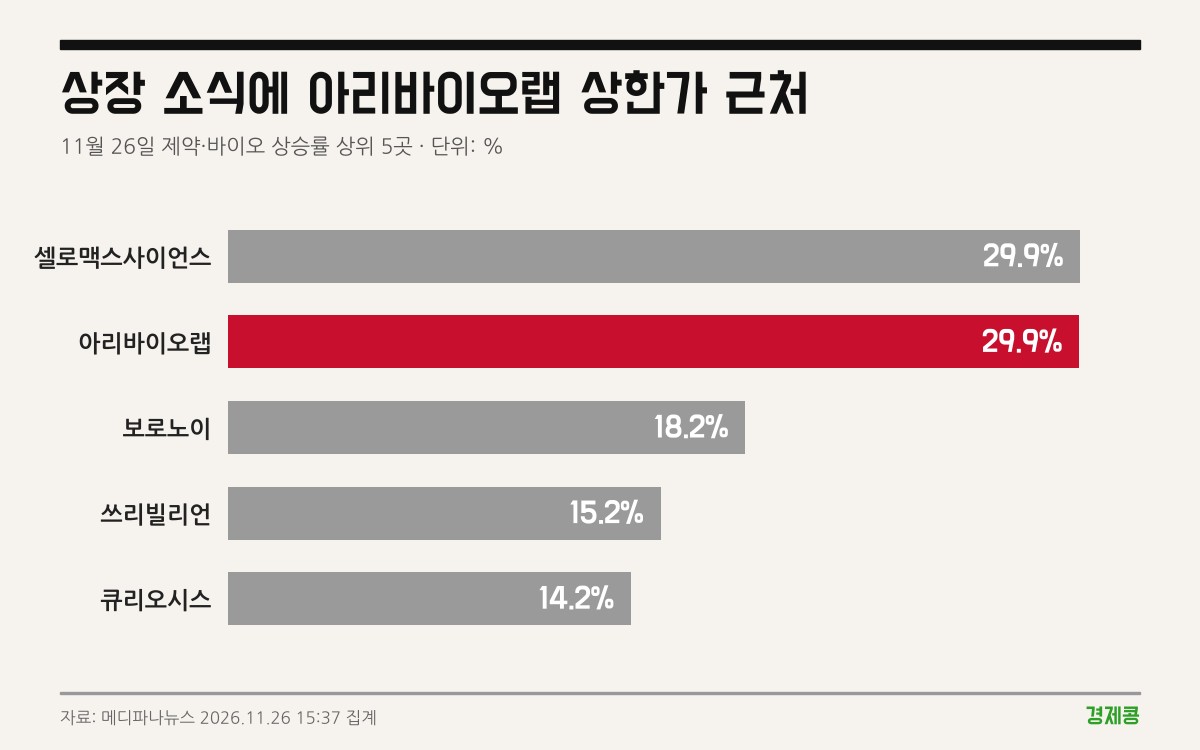 상장 소식에 아리바이오랩 상한가 근처
11월 26일 제약·바이오 상승률 상위 5곳 · 단위: %
셀로맥스사이언스 29.9%
아리바이오랩 29.9%
보로노이 18.2%
쓰리빌리언 15.2%
큐리오시스 14.2%
자료: 메디파나뉴스 2026.11.26 15:37 집계
경제콩